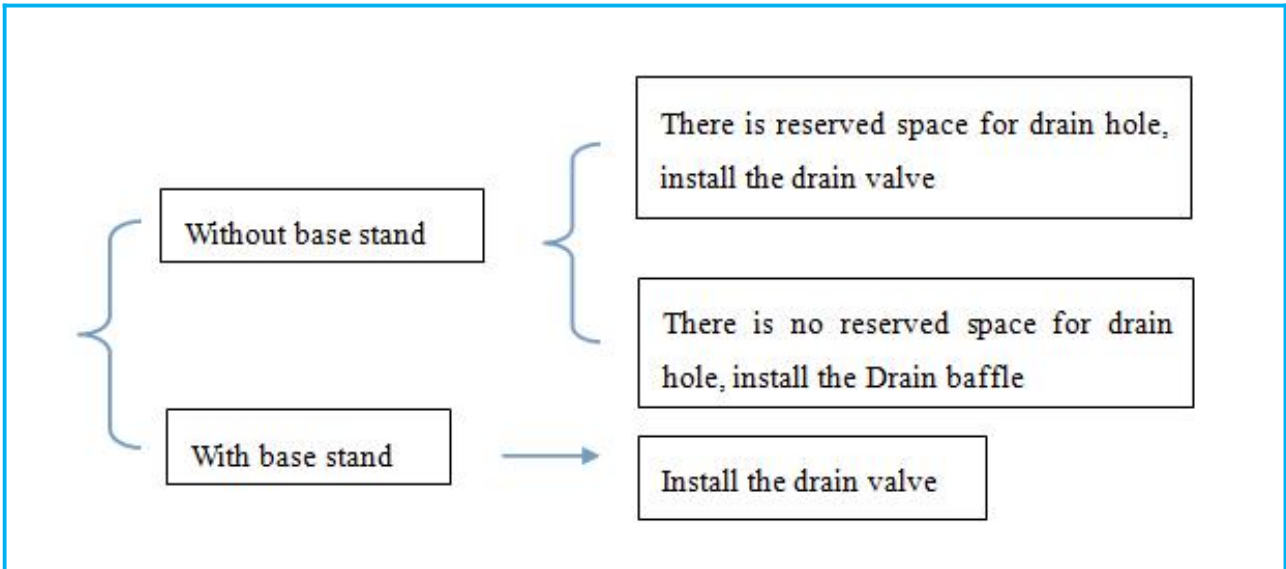 There is reserved space for drain hole,
install the drain valve
Without base stand
There is no reserved space for drain
hole, install the Drain baffle
With base stand
Install the drain valve